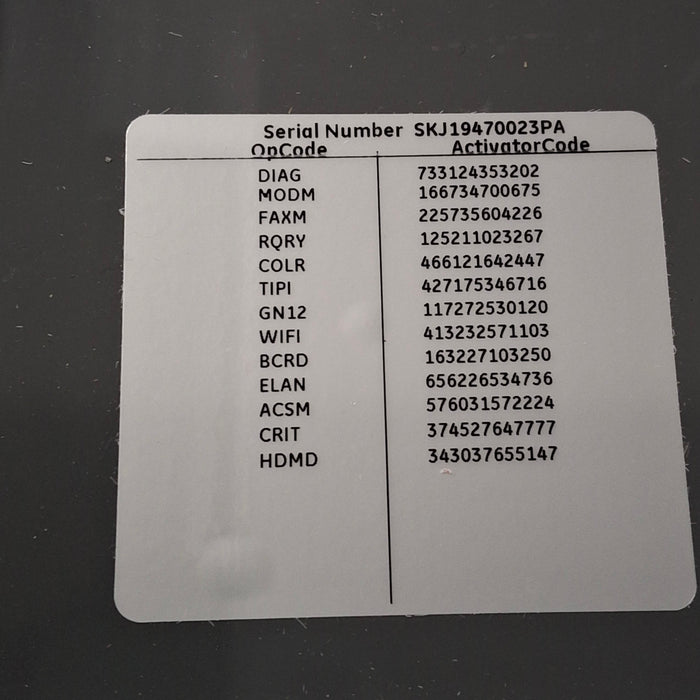 Serial Number SKJ19470023PA
OpCode ActivatorCode
DIAG 733124353202
MODM 166734700675
FAXM 225735604226
RQRY 125211023267
COLR 466121642447
TIPI 427175346716
GN12 117272530120
WIFI 413232571103
BCRD 163227103250
ELAN 656226534736
ACSM 576031572224
CRIT 374527647777
HDMD 343037655147